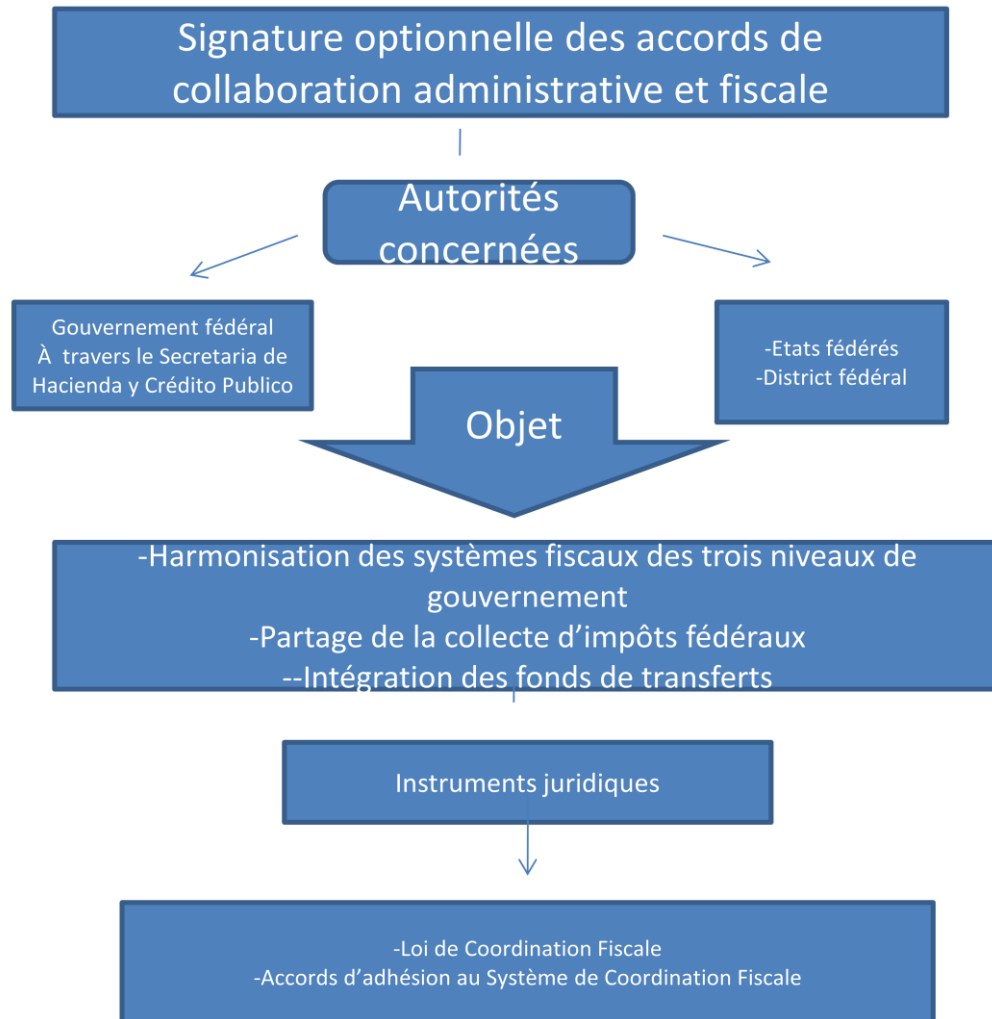 Signature optionnelle des accords de
collaboration administrative et fiscale
Autorités
concernées
Gouvernement fédéral
À travers le Secretaria de
Hacienda y Crédito Publico
-Etats fédérés
-District fédéral
Objet
-Harmonisation des systèmes fiscaux des trois niveaux de
gouvernement
-Partage de la collecte d’impôts fédéraux
--Intégration des fonds de transferts
Instruments juridiques
-Loi de Coordination Fiscale
-Accords d’adhésion au Système de Coordination Fiscale